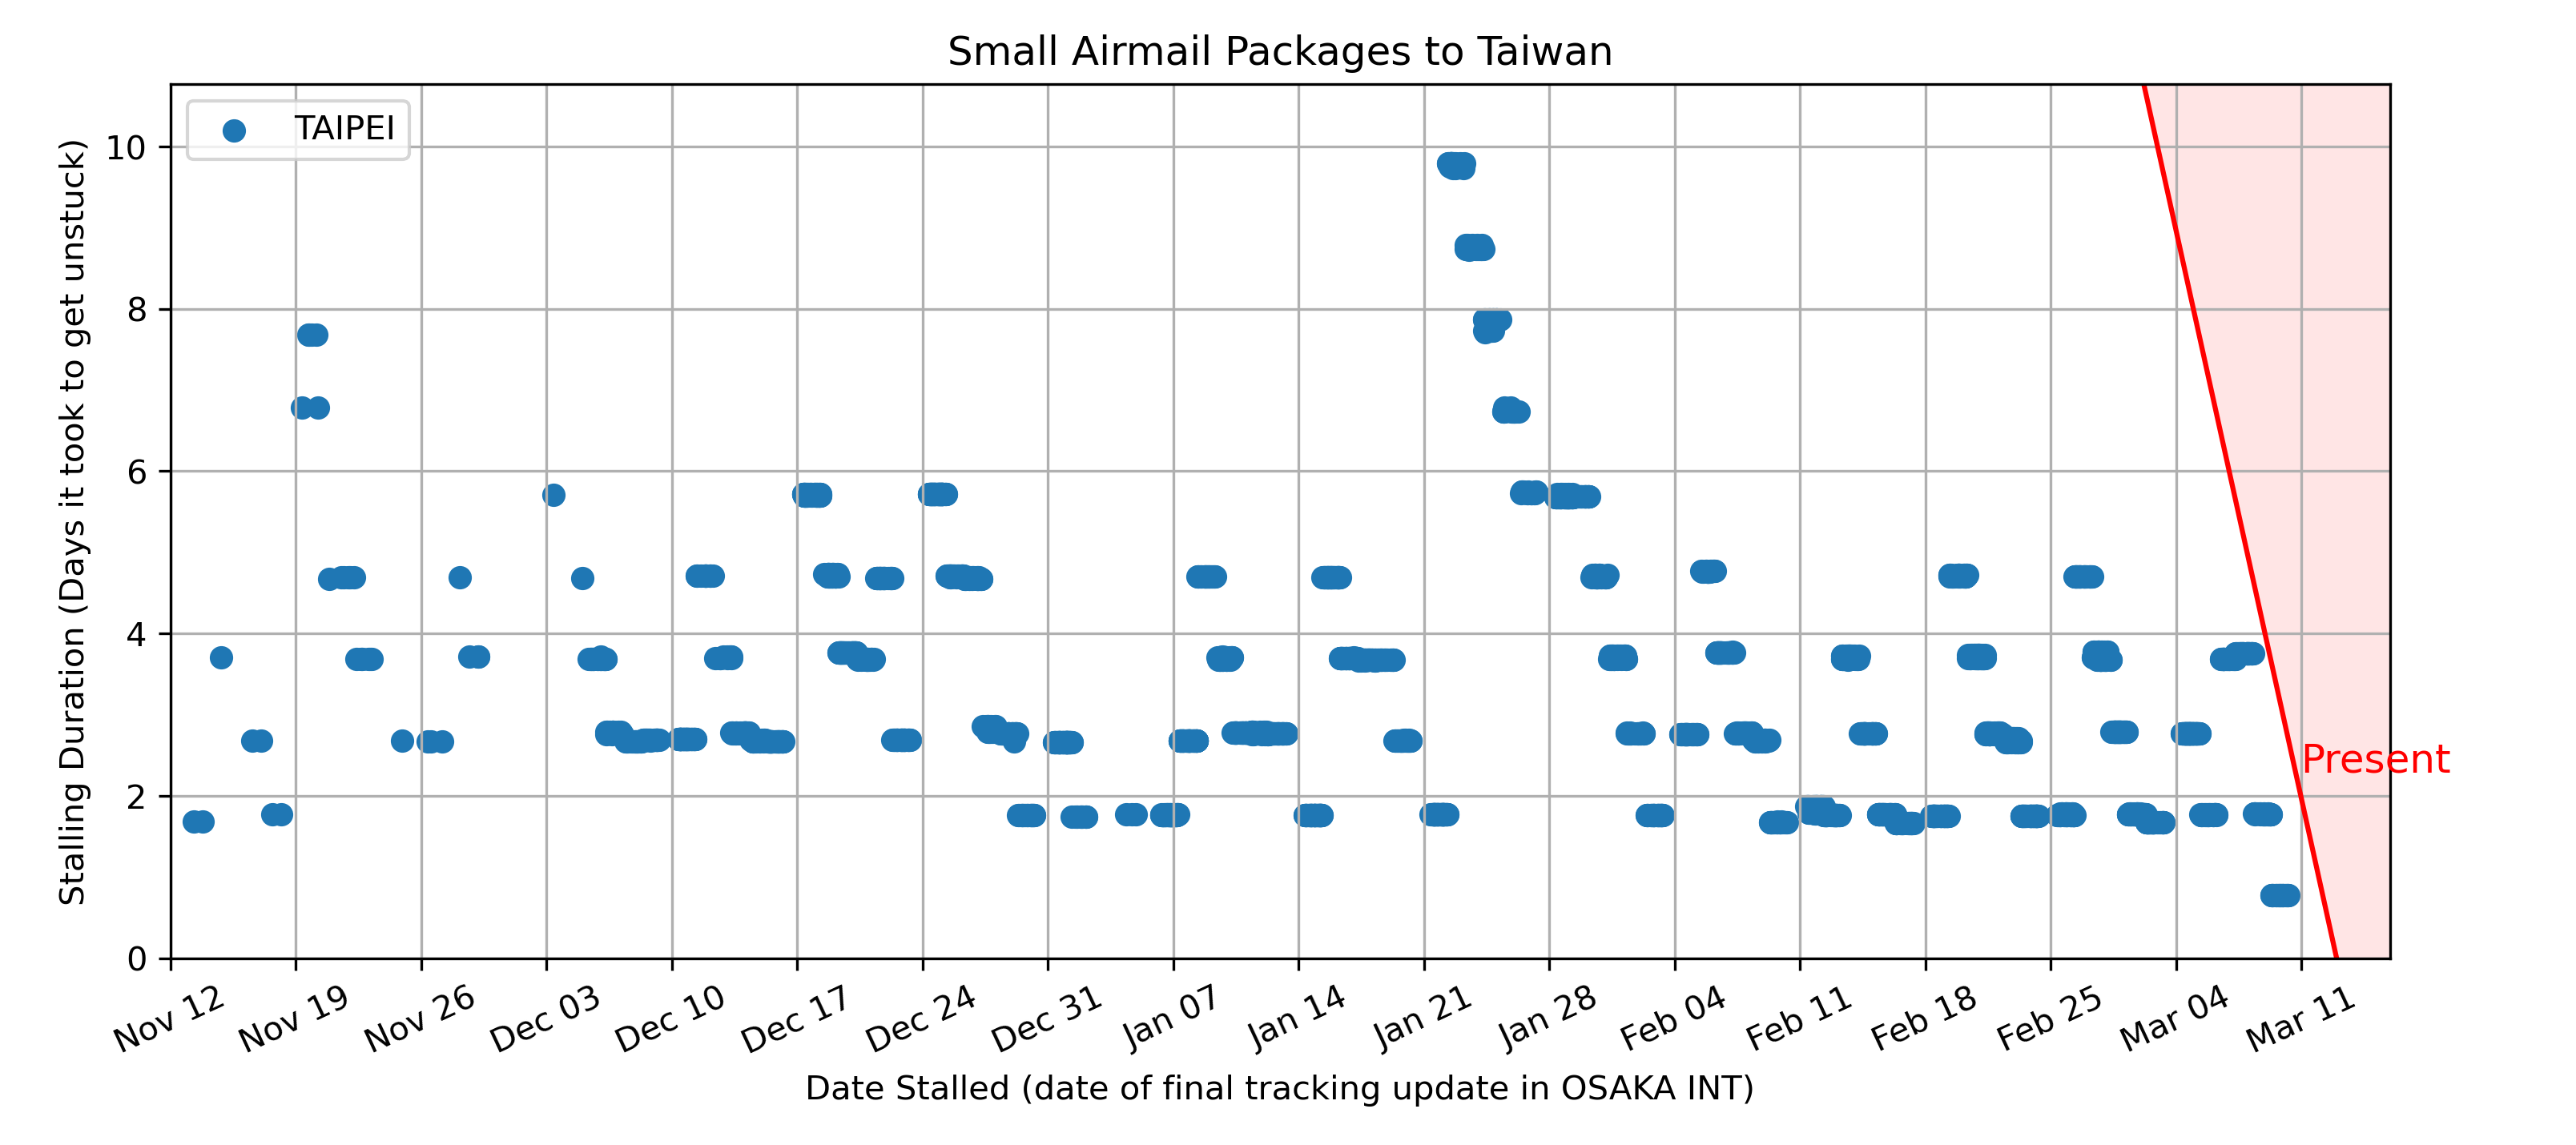 Small Airmail Packages to Taiwan
TAIPEI
Stalling Duration (Days it took to get unstuck)
10
8
6
4
2
0
Present
Nov 12
Nov 19
Nov 26
Dec 03
Dec 10
Dec 17
Dec 24
Dec 31
Jan 07
Jan 14
Jan 21
Jan 28
Feb 04
Feb 11
Feb 18
Feb 25
Mar 04
Mar 11
Date Stalled (date of final tracking update in OSAKA INT)